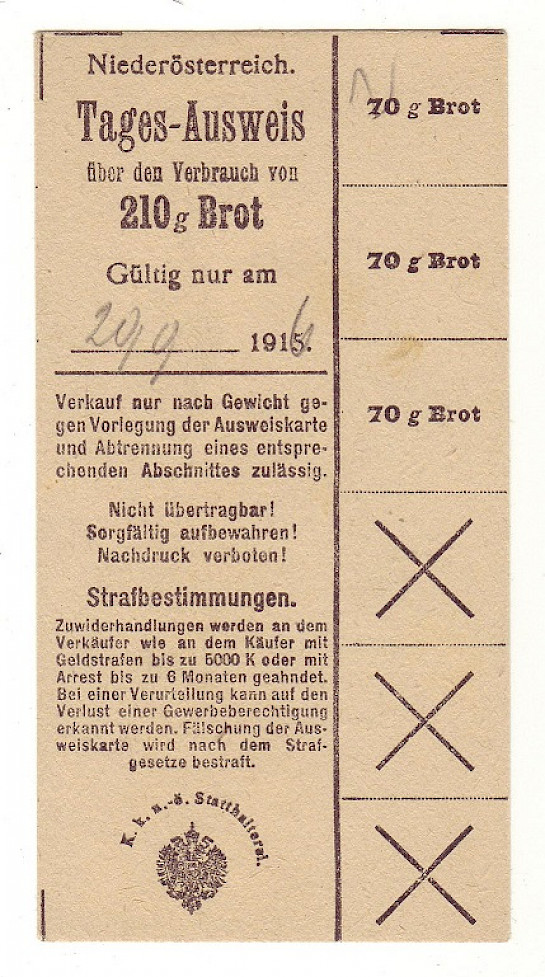 Niederösterreich.
Tages-Ausweis
über den Verbrauch von
210 g Brot
Gültig nur am
29 9 1916.
Verkauf nur nach Gewicht ge-
gen Vorlegung der Ausweiskarte
und Abtrennung eines entspre-
chenden Abschnittes zulässig.
Nicht übertragbar!
Sorgfältig aufbewahren!
Nachdruck verboten!
Strafbestimmungen.
Zuwiderhandlungen werden an dem
Verkäufer wie an dem Käufer mit
Geldstrafen bis zu 5000 K oder mit
Arrest bis zu 6 Monaten geahndet.
Bei einer Verurteilung kann auf den
Verlust einer Gewerbeberechtigung
erkannt werden. Fälschung der Aus-
weiskarte wird nach dem Straf-
gesetze bestraft.
K. k. n.-ö. Statthalterei.
70 g Brot
70 g Brot
70 g Brot